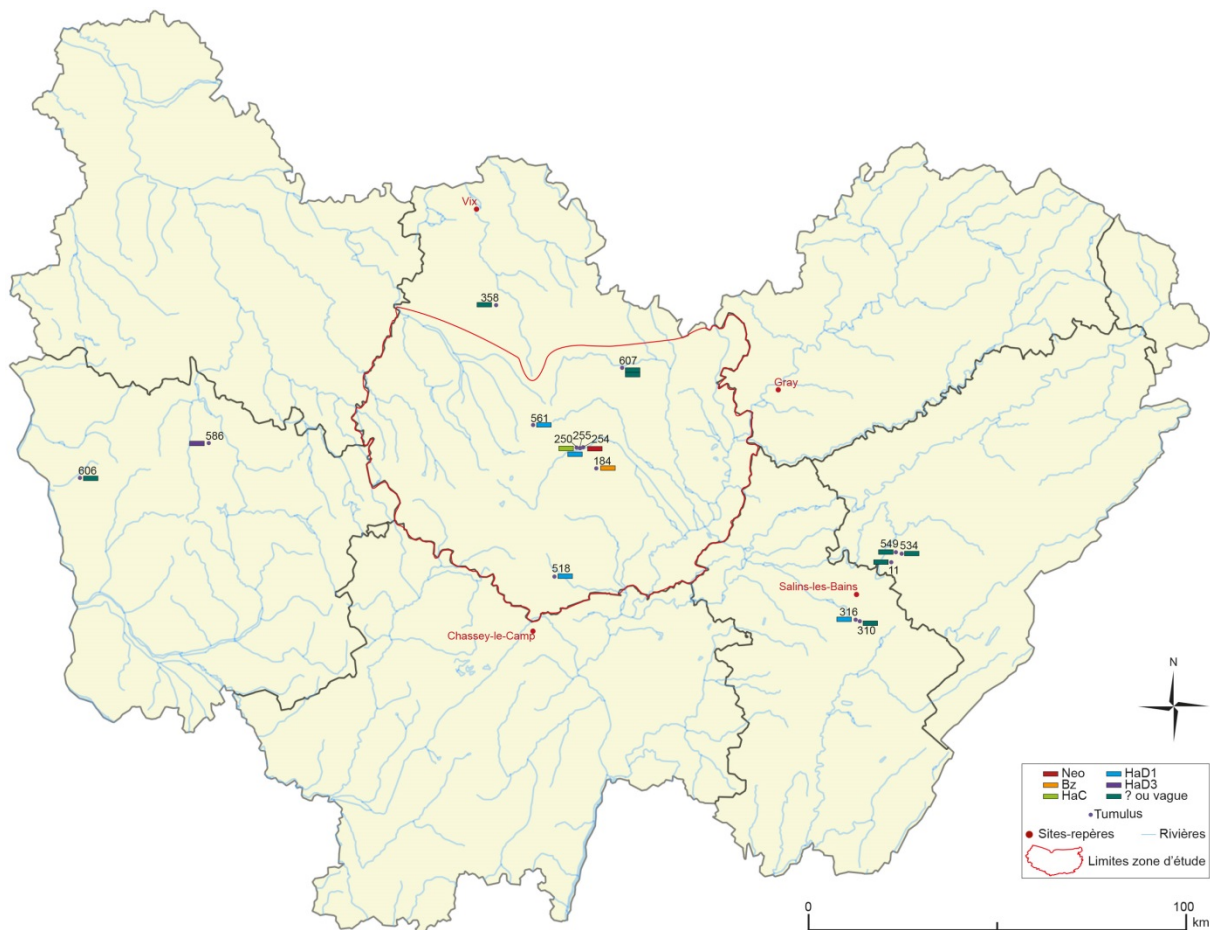 Vix
358
607
Gray
561
255
250
254
184
586
606
549
534
11
518
Salins-les-Bains
316
310
Chassey-le-Camp
N
Neo
HaD1
Bz
HaD3
HaC
? ou vague
Tumulus
Sites-repères
Rivières
Limites zone d'étude
0
100
km